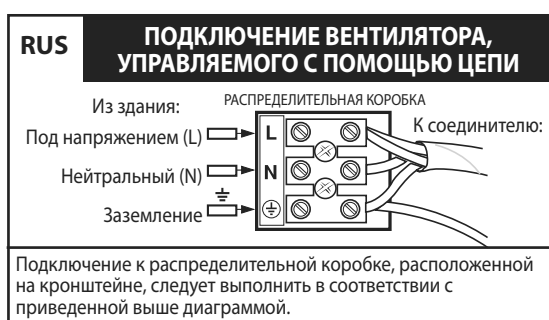 RUS
ПОДКЛЮЧЕНИЕ ВЕНТИЛЯТОРА,
УПРАВЛЯЕМОГО С ПОМОЩЬЮ ЦЕПИ
Из здания:
РАСПРЕДЕЛИТЕЛЬНАЯ КОРОБКА
К соединителю:
Под напряжением (L)
L
Нейтральный (N)
N
Заземление
Подключение к распределительной коробке, расположенной
на кронштейне, следует выполнить в соответствии с
приведенной выше диаграммой.